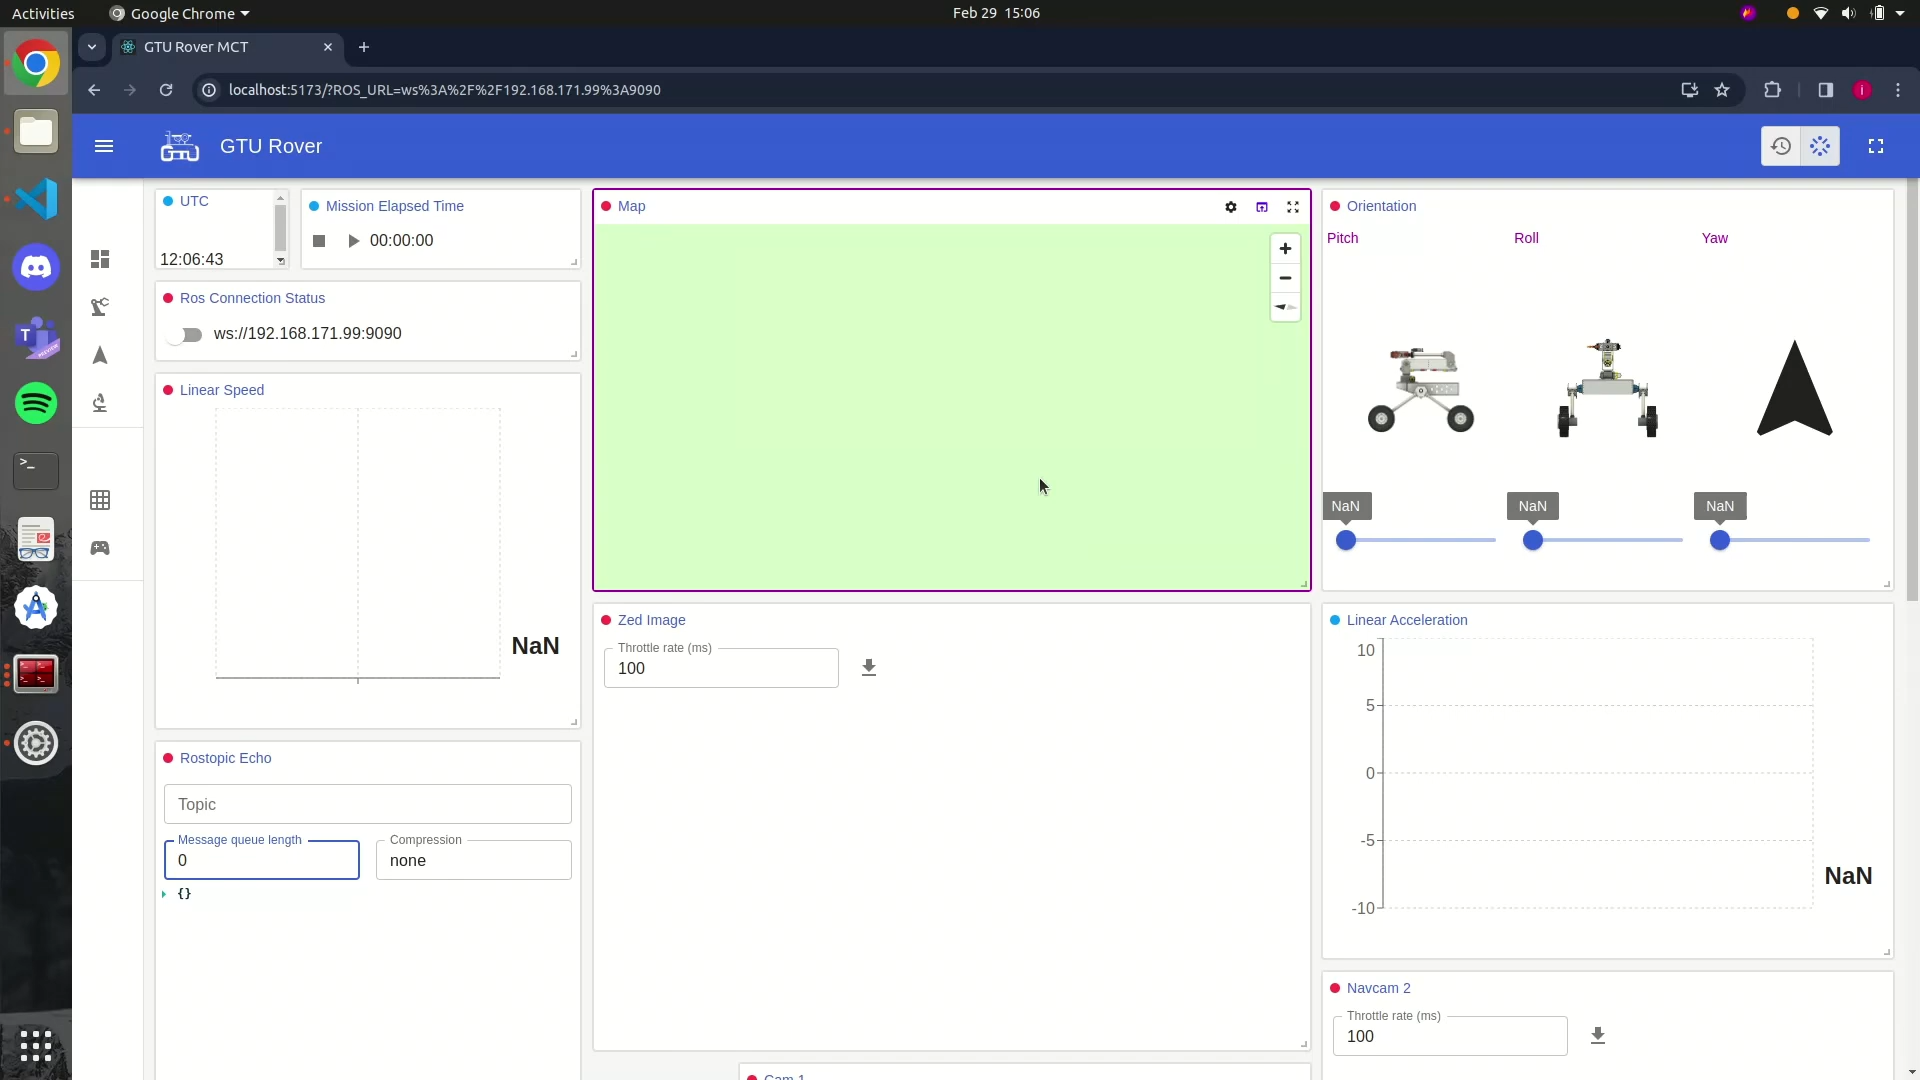 Activities
Google Chrome
Feb 29 15:06
GTU Rover MCT
localhost:5173/?ROS_URL=ws%3A%2F%2F192.168.171.99%3A9090
i
GTU
GTU Rover
UTC
12:06:43
Mission Elapsed Time
00:00:00
Ros Connection Status
ws://192.168.171.99:9090
Linear Speed
NaN
Rostopic Echo
Topic
Message queue length
0
Compression
none
{}
Map
Zed Image
Throttle rate (ms)
100
Cam 1
Orientation
Pitch
Roll
Yaw
NaN
NaN
NaN
Linear Acceleration
10
5
0
-5
-10
NaN
Navcam 2
Throttle rate (ms)
100